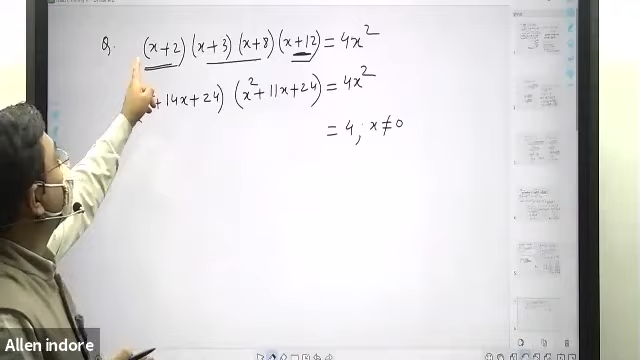 Q. (x+2) (x+3) (x+8) (x+12) = 4x²
+ 14x + 24) (x² + 11x + 24) = 4x²
= 4, x ≠ 0
Allen indore